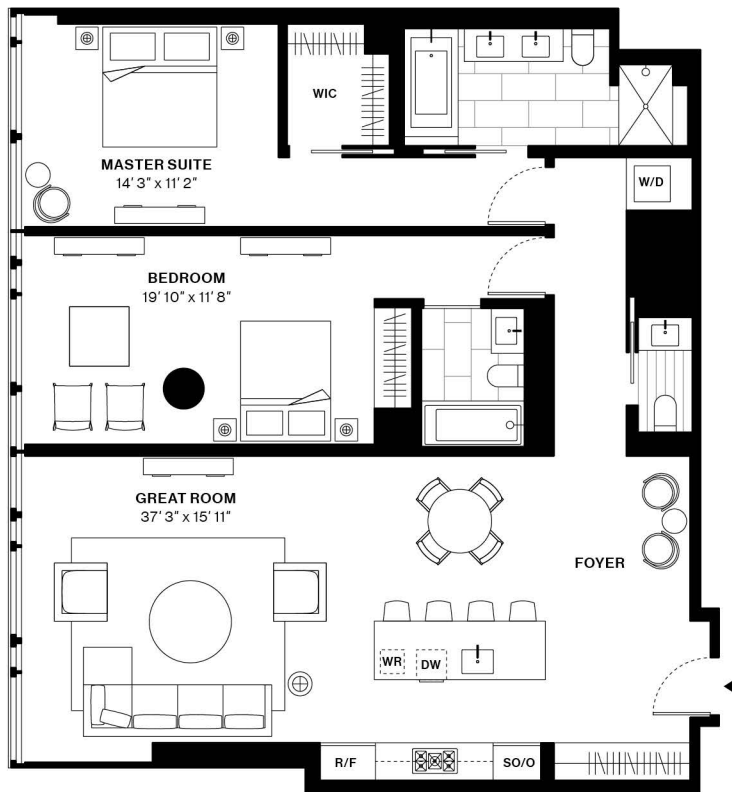 WIC
MASTER SUITE
14' 3" x 11' 2"
W/D
BEDROOM
19' 10" x 11' 8"
GREAT ROOM
37' 3" x 15' 11"
FOYER
WR
DW
R/F
SO/O